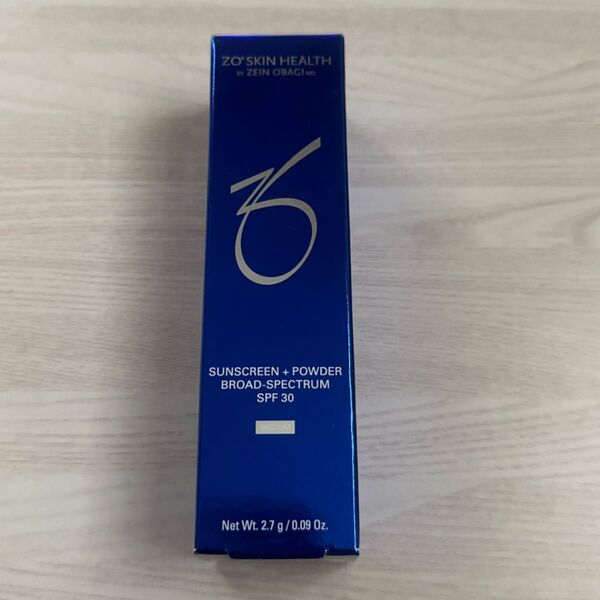 ZO® SKIN HEALTH
BY ZEIN OBAGI MD
ZO
SUNSCREEN + POWDER
BROAD-SPECTRUM
SPF 30
MEDIUM
Net Wt. 2.7 g / 0.09 Oz.